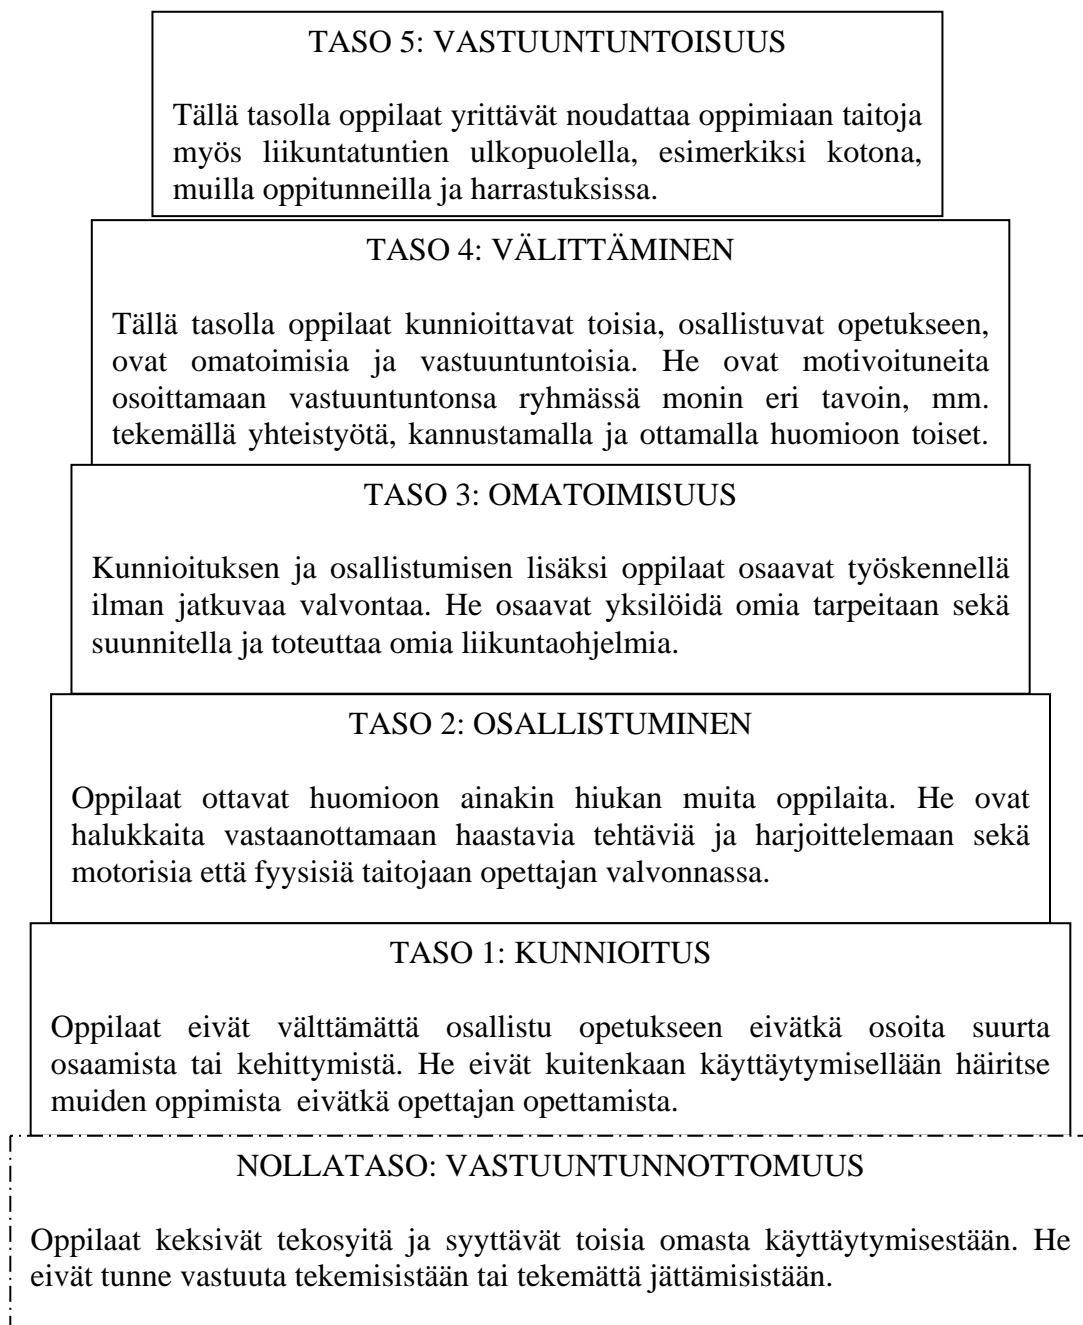 TASO 5: VASTUUNTUNTOISUUS
Tällä tasolla oppilaat yrittävät noudattaa oppimiaan taitoja
myös liikuntatuntien ulkopuolella, esimerkiksi kotona,
muilla oppitunneilla ja harrastuksissa.
TASO 4: VÄLITTÄMINEN
Tällä tasolla oppilaat kunnioittavat toisia, osallistuvat opetukseen,
ovat omatoimisia ja vastuuntuntoisia. He ovat motivoituneita
osoittamaan vastuuntuntonsa ryhmässä monin eri tavoin, mm.
tekemällä yhteistyötä, kannustamalla ja ottamalla huomioon toiset.
TASO 3: OMATOIMISUUS
Kunnioituksen ja osallistumisen lisäksi oppilaat osaavat työskennellä
ilman jatkuvaa valvontaa. He osaavat yksilöidä omia tarpeitaan sekä
suunnitella ja toteuttaa omia liikuntaohjelmia.
TASO 2: OSALLISTUMINEN
Oppilaat ottavat huomioon ainakin hiukan muita oppilaita. He ovat
halukkaita vastaanottamaan haastavia tehtäviä ja harjoittelemaan sekä
motorisia että fyysisiä taitojaan opettajan valvonnassa.
TASO 1: KUNNIOITUS
Oppilaat eivät välttämättä osallistu opetukseen eivätkä osoita suurta
osaamista tai kehittymistä. He eivät kuitenkaan käyttäytymisellään häiritse
muiden oppimista eivätkä opettajan opettamista.
NOLLATASO: VASTUUNTUNNOTTOMUUS
Oppilaat keksivät tekosyitä ja syyttävät toisia omasta käyttäytymisestään. He
eivät tunne vastuuta tekemisistään tai tekemättä jättämisistään.